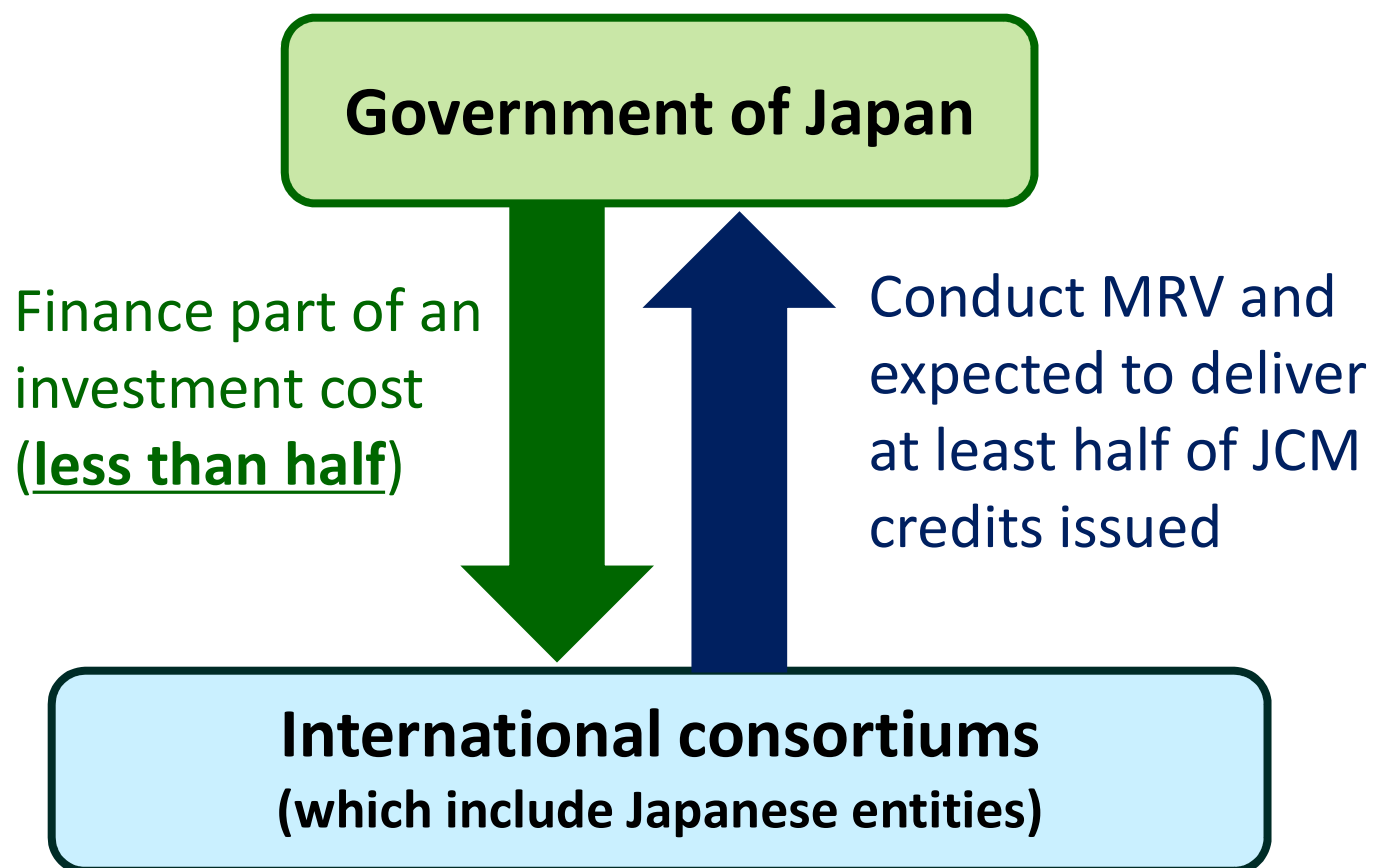 Government of Japan
Finance part of an
investment cost
(less than half)
Conduct MRV and
expected to deliver
at least half of JCM
credits issued
International consortiums
(which include Japanese entities)